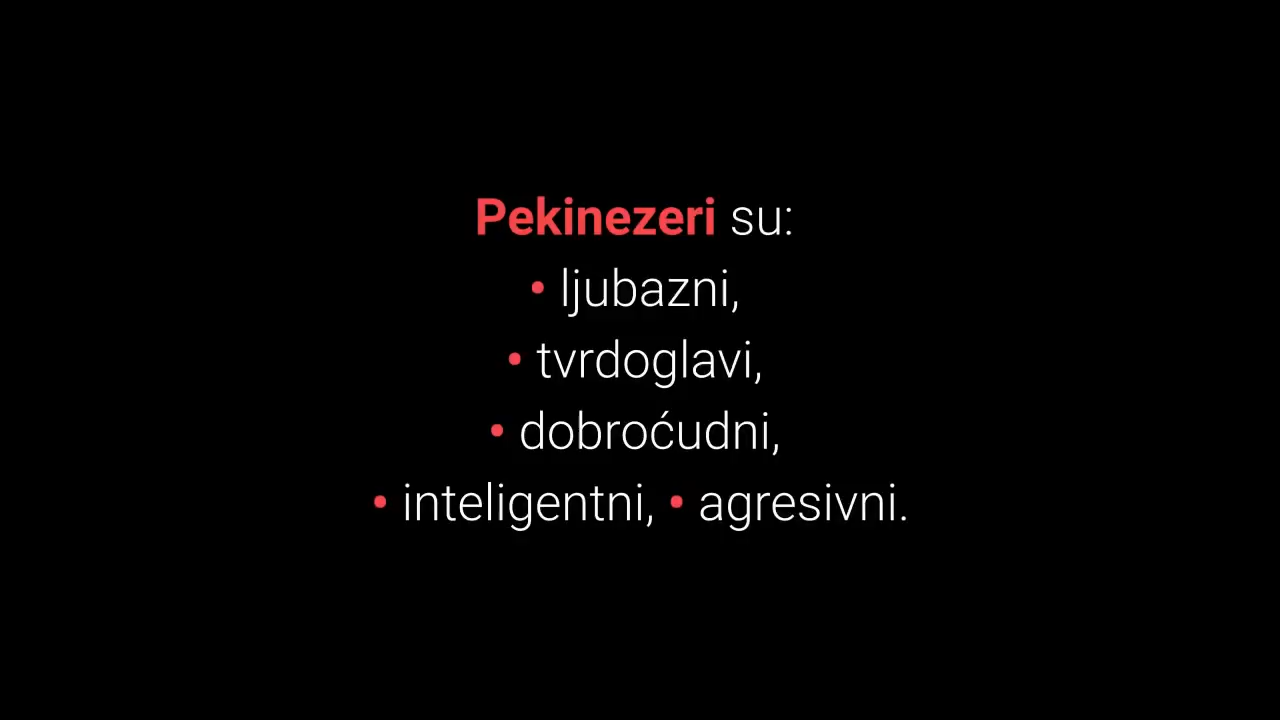 Pekinezeri su:
• ljubazni,
• tvrdoglavi,
• dobroćudni,
• inteligentni, • agresivni.